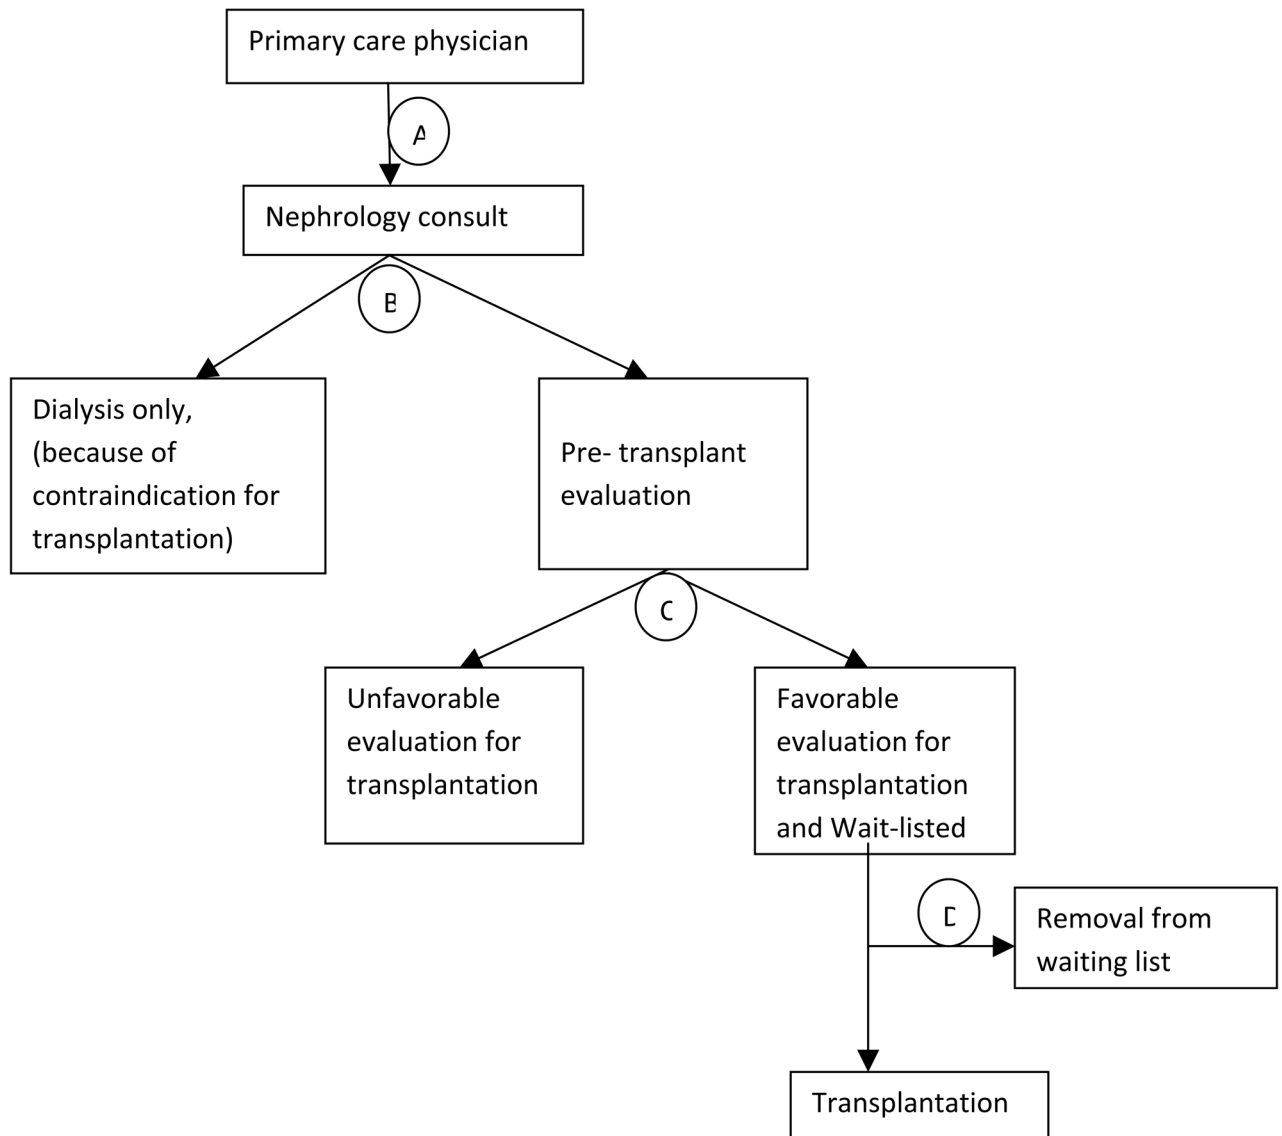 Primary care physician
A
Nephrology consult
B
Dialysis only,
(because of
contraindication for
transplantation)
Pre- transplant
evaluation
C
Unfavorable
evaluation for
transplantation
Favorable
evaluation for
transplantation
and Wait-listed
D
Removal from
waiting list
Transplantation